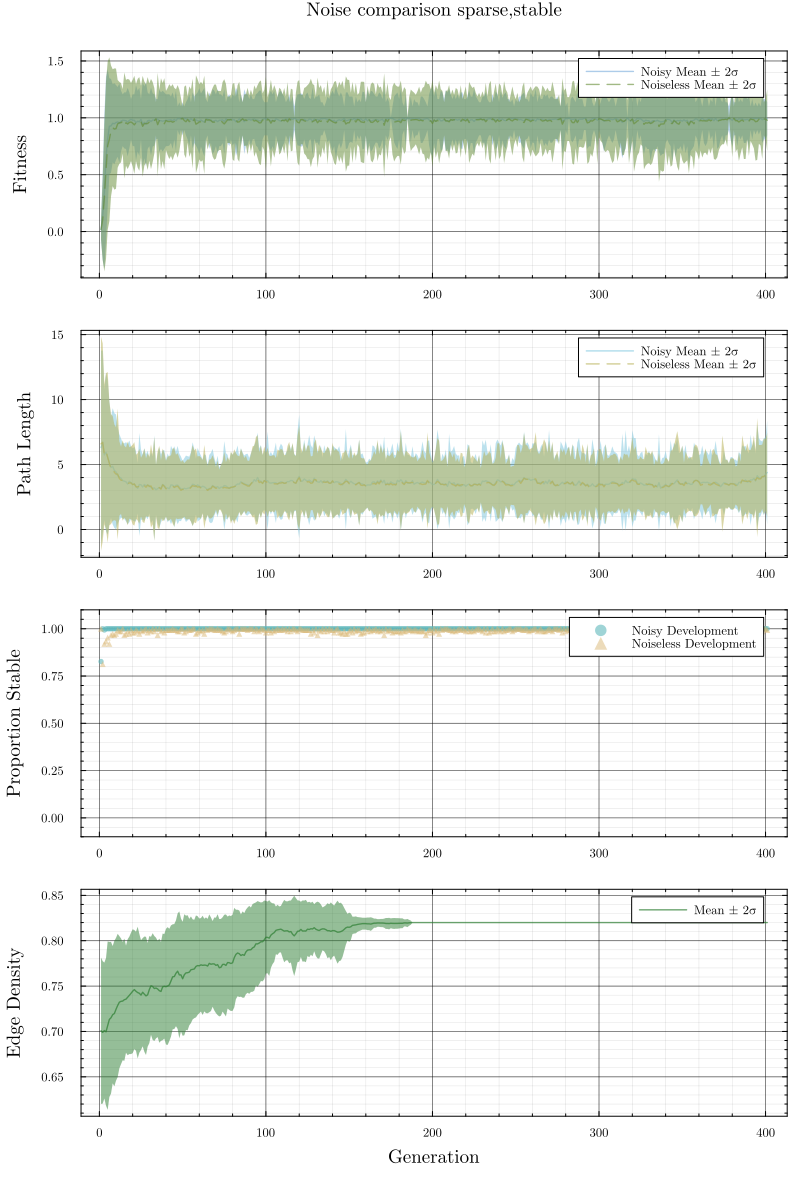 Noise comparison sparse,stable
1.5
1.0
0.5
0.0
Fitness
Noisy Mean ± 2σ
Noiseless Mean ± 2σ
0 100 200 300 400
15
10
5
0
Path Length
Noisy Mean ± 2σ
Noiseless Mean ± 2σ
0 100 200 300 400
1.00
0.75
0.50
0.25
0.00
Proportion Stable
Noisy Development
Noiseless Development
0 100 200 300 400
0.85
0.80
0.75
0.70
0.65
Edge Density
Mean ± 2σ
0 100 200 300 400
Generation